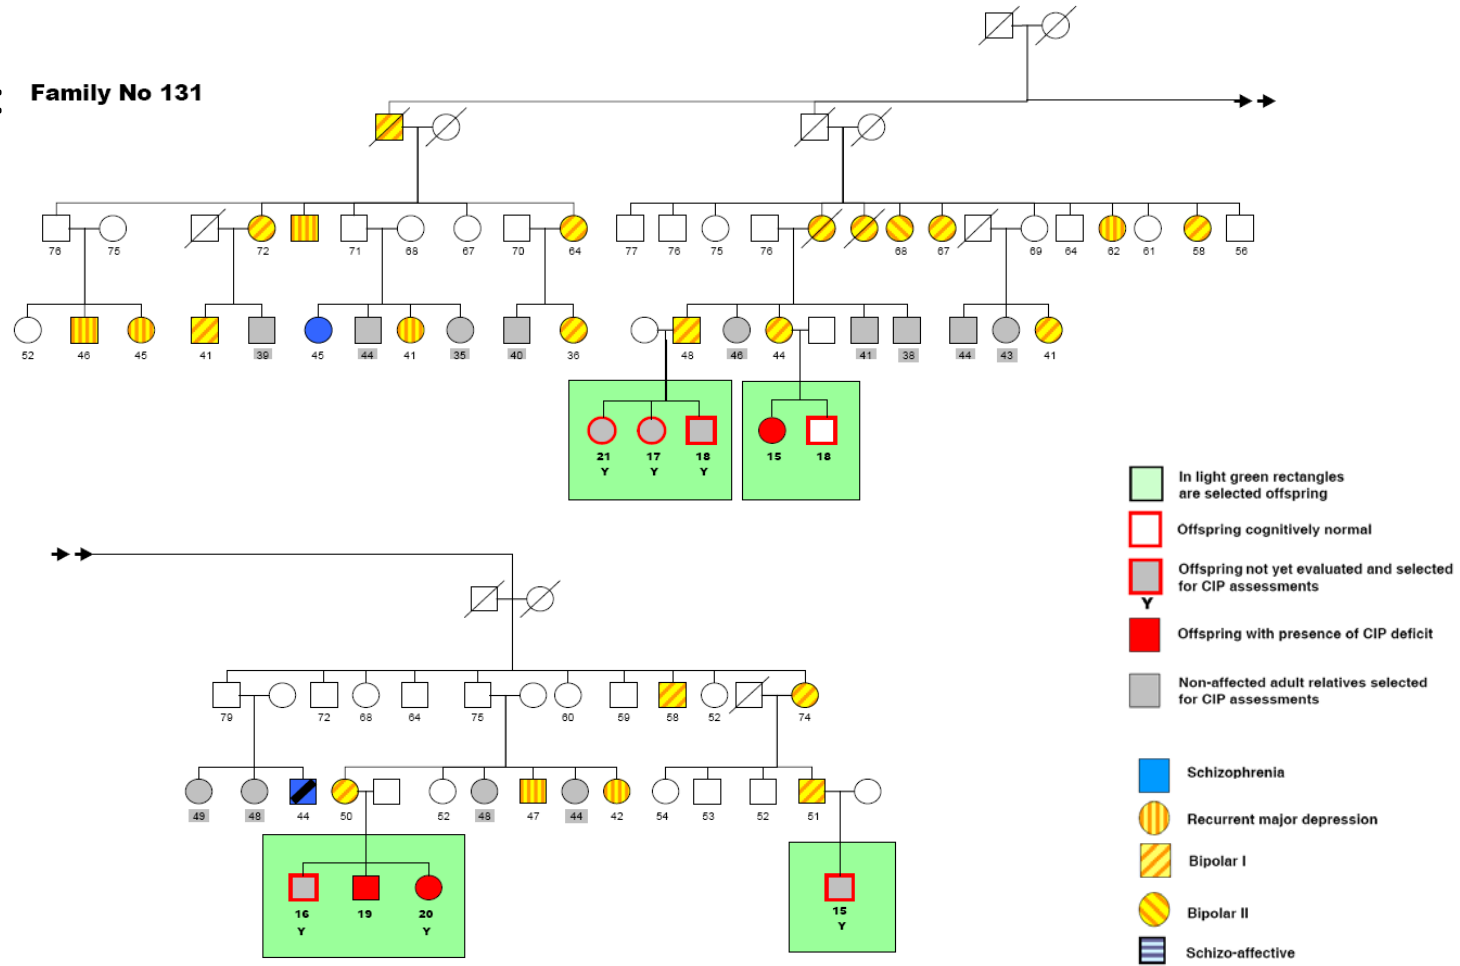 : Family No 131
76 75 72 71 68 67 70 64 77 76 75 76 68 67 69 64 62 61 58 56
52 46 45 41 39 45 44 41 35 40 36 48 46 44 41 38 44 43 41
21 17 18 15 18
Y Y Y
In light green rectangles
are selected offspring
Offspring cognitively normal
Offspring not yet evaluated and selected
for CIP assessments
Y
Offspring with presence of CIP deficit
Non-affected adult relatives selected
for CIP assessments
79 72 68 64 75 60 59 58 52 74
49 48 44 50 52 48 47 44 42 54 53 52 51
16 19 20 15
Y Y Y
Schizophrenia
Recurrent major depression
Bipolar I
Bipolar II
Schizo-affective